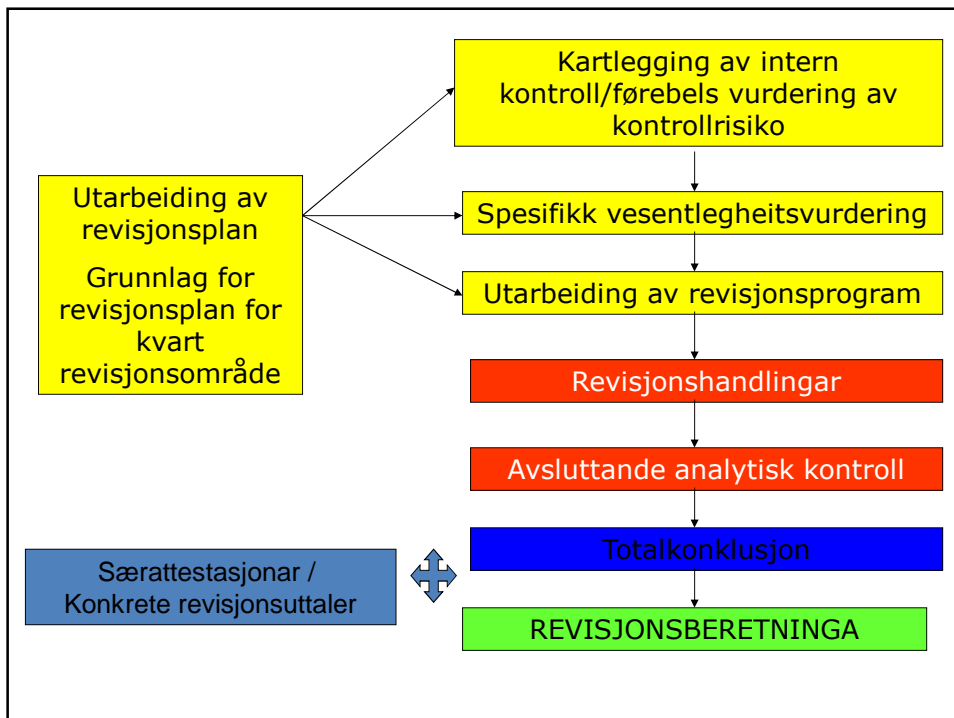 Kartlegging av intern
kontroll/førebels vurdering av
kontrollrisiko
Utarbeiding av
revisjonsplan
Grunnlag for
revisjonsplan for
kvart
revisjonsområde
Spesifikk vesentlegheitsvurdering
Utarbeiding av revisjonsprogram
Revisjonshandlingar
Avsluttande analytisk kontroll
Totalkonklusjon
Særattestasjonar /
Konkrete revisjonsuttaler
REVISJONSBERETNINGA